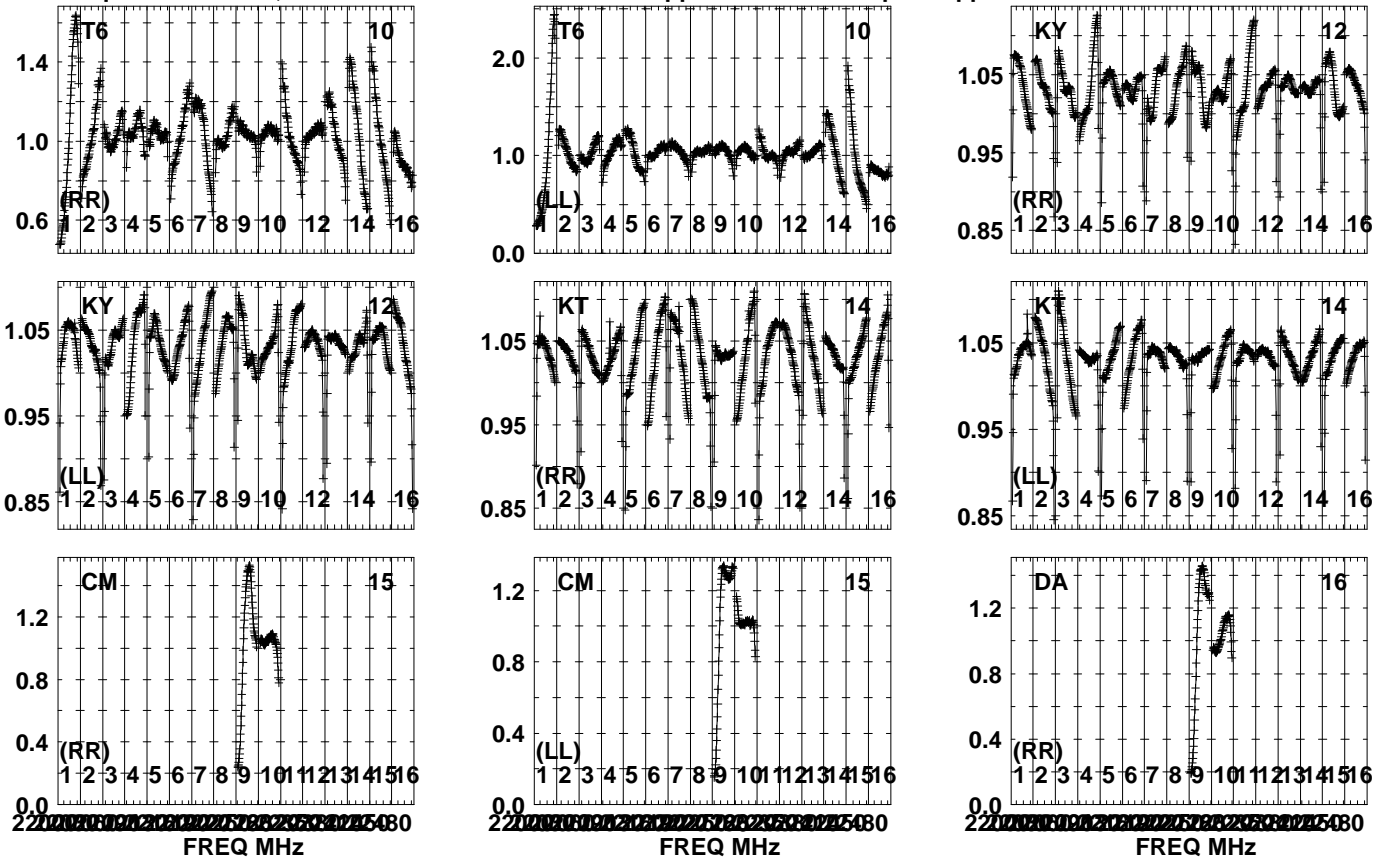 T6 10
1.4
1.0
0.6
(RR)
1 2 3 4 5 6 7 8 9 10 12 14 16
T6 10
2.0
1.0
0.0
(LL)
1 2 3 4 5 6 7 8 9 10 12 14 16
KY 12
1.05
0.95
0.85
(RR)
1 2 3 4 5 6 7 8 9 10 12 14 16
KY 12
1.05
0.95
0.85
(LL)
1 2 3 4 5 6 7 8 9 10 12 14 16
KT 14
1.05
0.95
0.85
(RR)
1 2 3 4 5 6 7 8 9 10 12 14 16
KT 14
1.05
0.95
0.85
(LL)
1 2 3 4 5 6 7 8 9 10 12 14 16
CM 15
1.2
0.8
0.4
0.0
(RR)
1 2 3 4 5 6 7 8 9 10 11 12 13 14 15 16
FREQ MHz
CM 15
1.2
0.8
0.4
0.0
(LL)
1 2 3 4 5 6 7 8 9 10 11 12 13 14 15 16
FREQ MHz
DA 16
1.2
0.8
0.4
0.0
(RR)
1 2 3 4 5 6 7 8 9 10 11 12 13 14 15 16
FREQ MHz